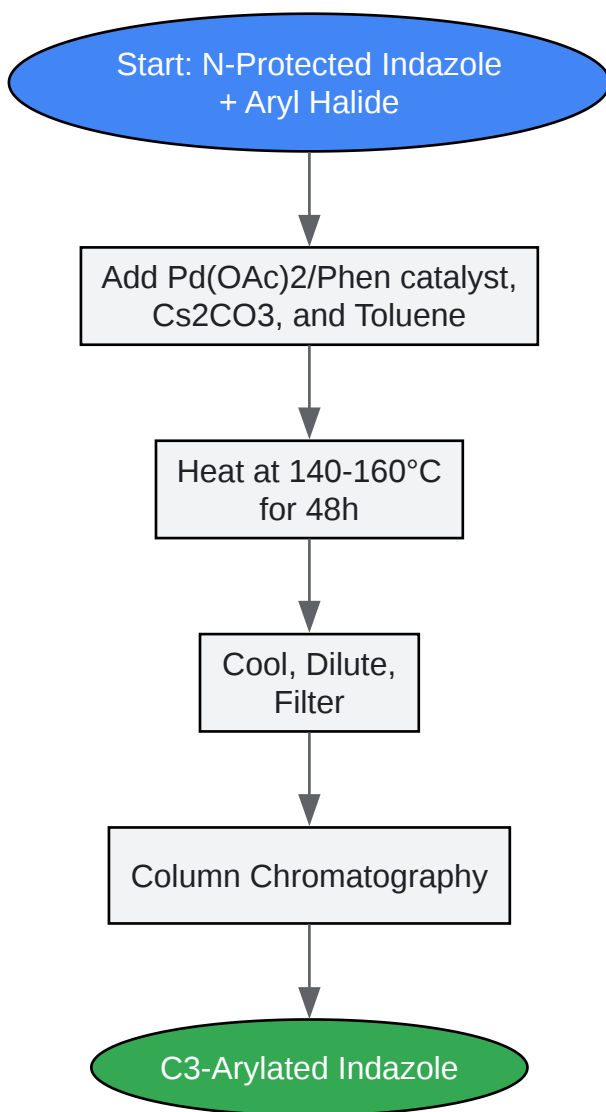 Start: N-Protected Indazole
+ Aryl Halide
Add Pd(OAc)2/Phen catalyst,
Cs2CO3, and Toluene
Heat at 140-160°C
for 48h
Cool, Dilute,
Filter
Column Chromatography
C3-Arylated Indazole